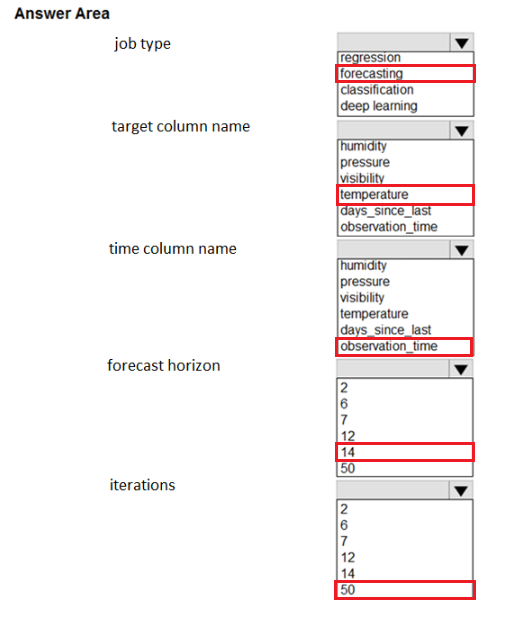 Answer Area
job type
regression
forecasting
classification
deep learning
target column name
humidity
pressure
visibility
temperature
days_since_last
observation_time
time column name
humidity
pressure
visibility
temperature
days_since_last
observation_time
forecast horizon
2
6
7
12
14
50
iterations
2
6
7
12
14
50